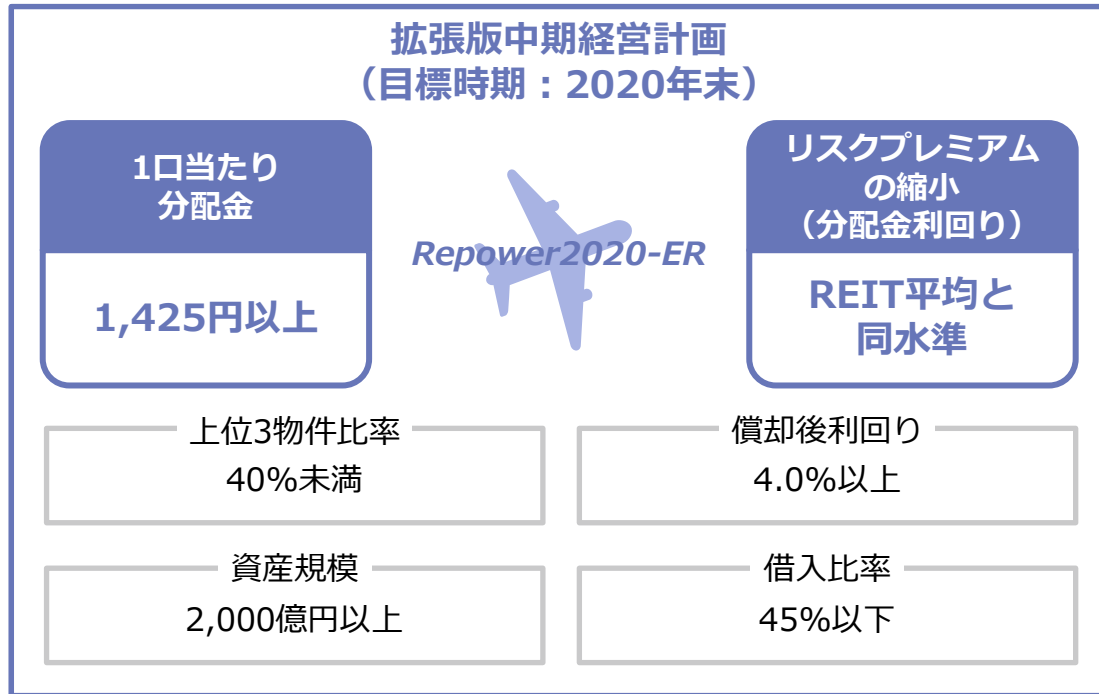 拡張版中期経営計画
（目標時期：2020年末）
1口当たり
分配金
1,425円以上
Repower2020-ER
リスクプレミアム
の縮小
（分配金利回り）
REIT平均と
同水準
上位3物件比率
40%未満
償却後利回り
4.0%以上
資産規模
2,000億円以上
借入比率
45%以下